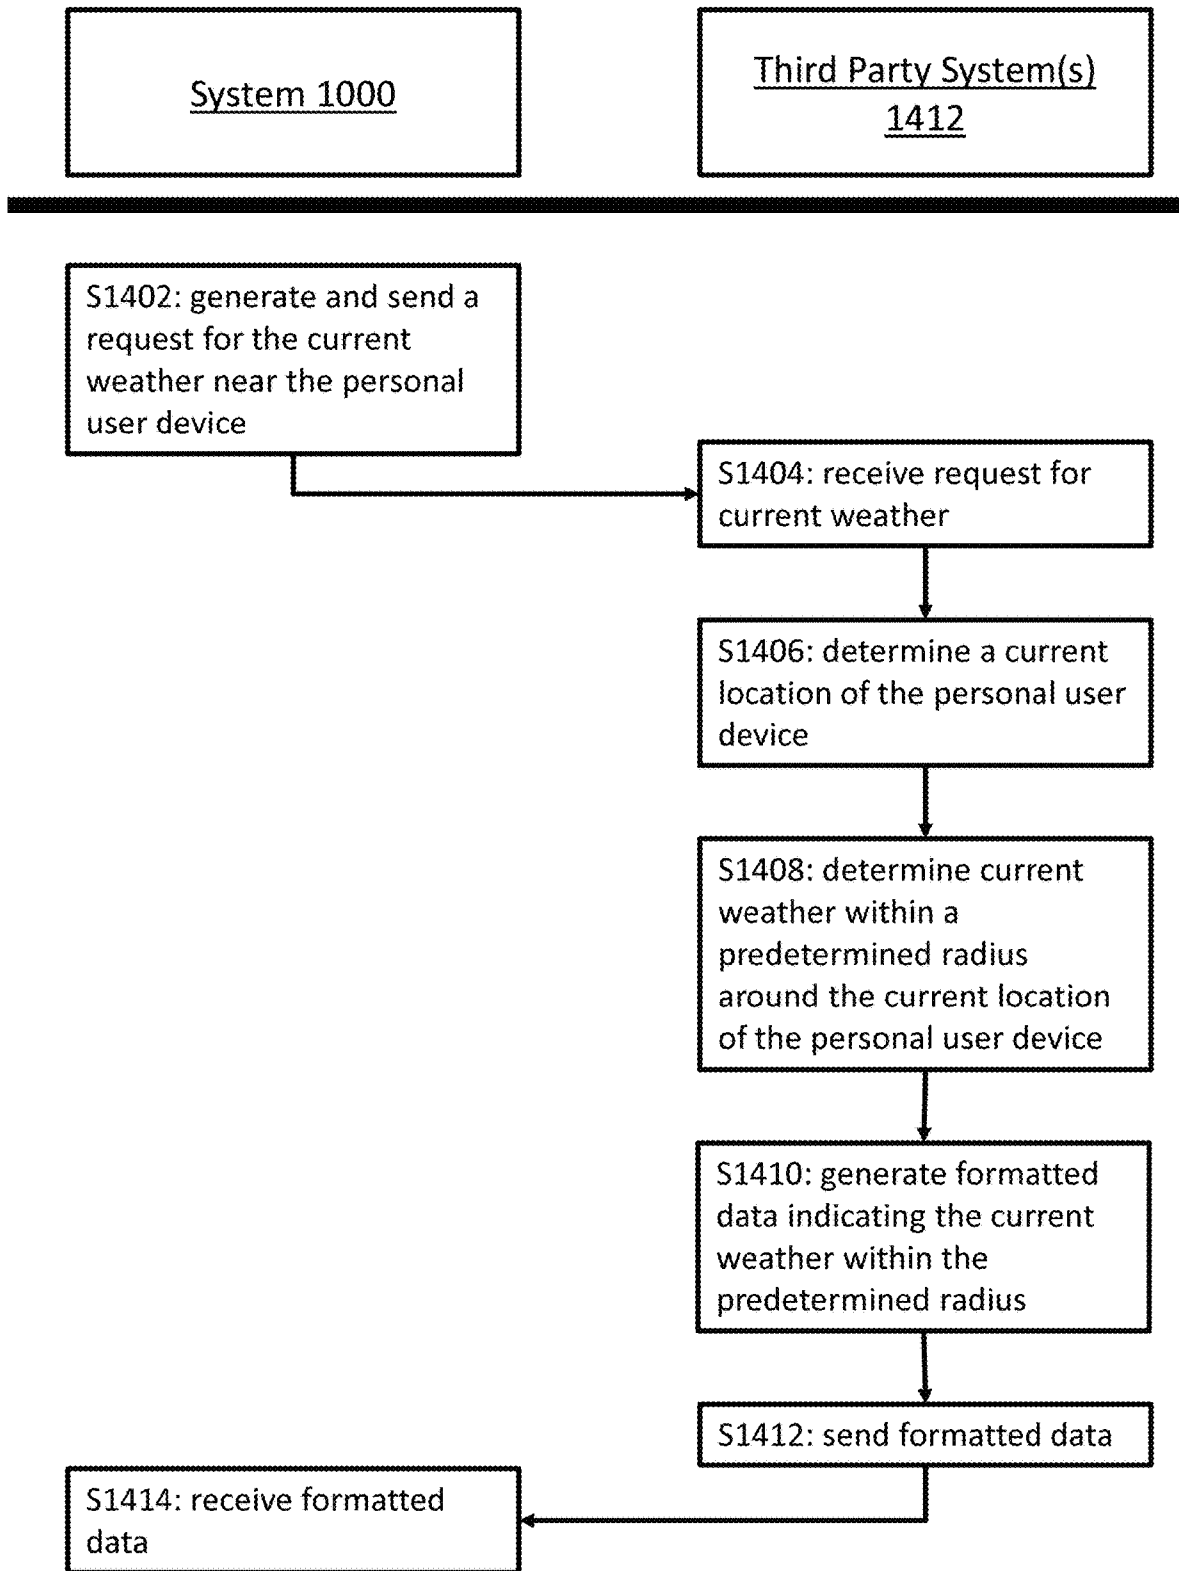 System 1000
Third Party System(s)
1412
S1402: generate and send a
request for the current
weather near the personal
user device
S1404: receive request for
current weather
S1406: determine a current
location of the personal user
device
S1408: determine current
weather within a
predetermined radius
around the current location
of the personal user device
S1410: generate formatted
data indicating the current
weather within the
predetermined radius
S1412: send formatted data
S1414: receive formatted
data